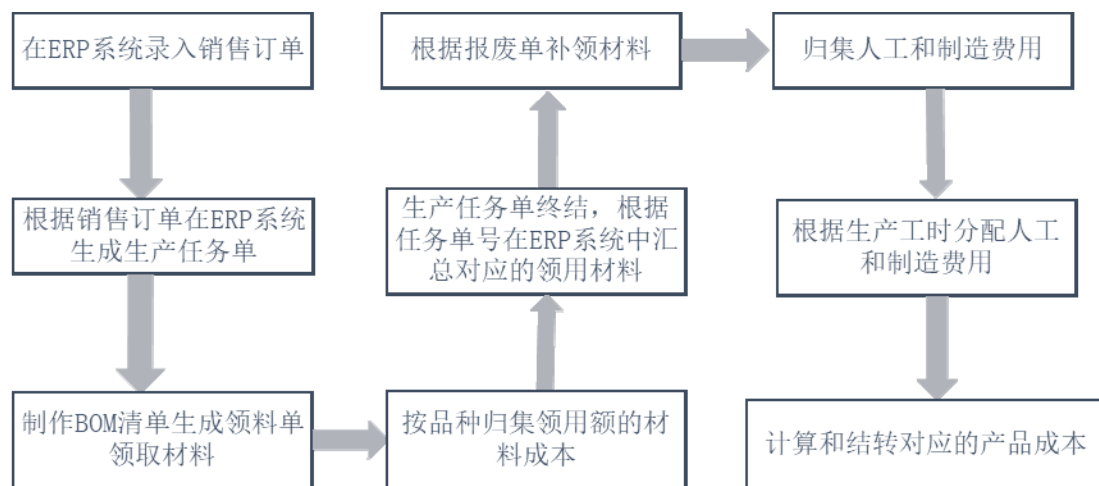 在ERP系统录入销售订单
根据销售订单在ERP系统
生成生产任务单
制作BOM清单生成领料单
领取材料
按品种归集领用额的材
料成本
生产任务单终结，根据
任务单号在ERP系统中汇
总对应的领用材料
根据报废单补领材料
归集人工和制造费用
根据生产工时分配人工
和制造费用
计算和结转对应的产品成本